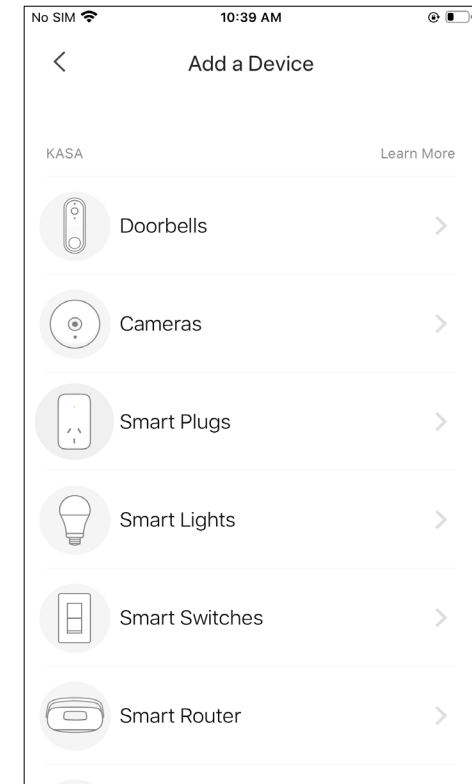 No SIM 10:39 AM
Add a Device
KASA Learn More
Doorbells
Cameras
Smart Plugs
Smart Lights
Smart Switches
Smart Router